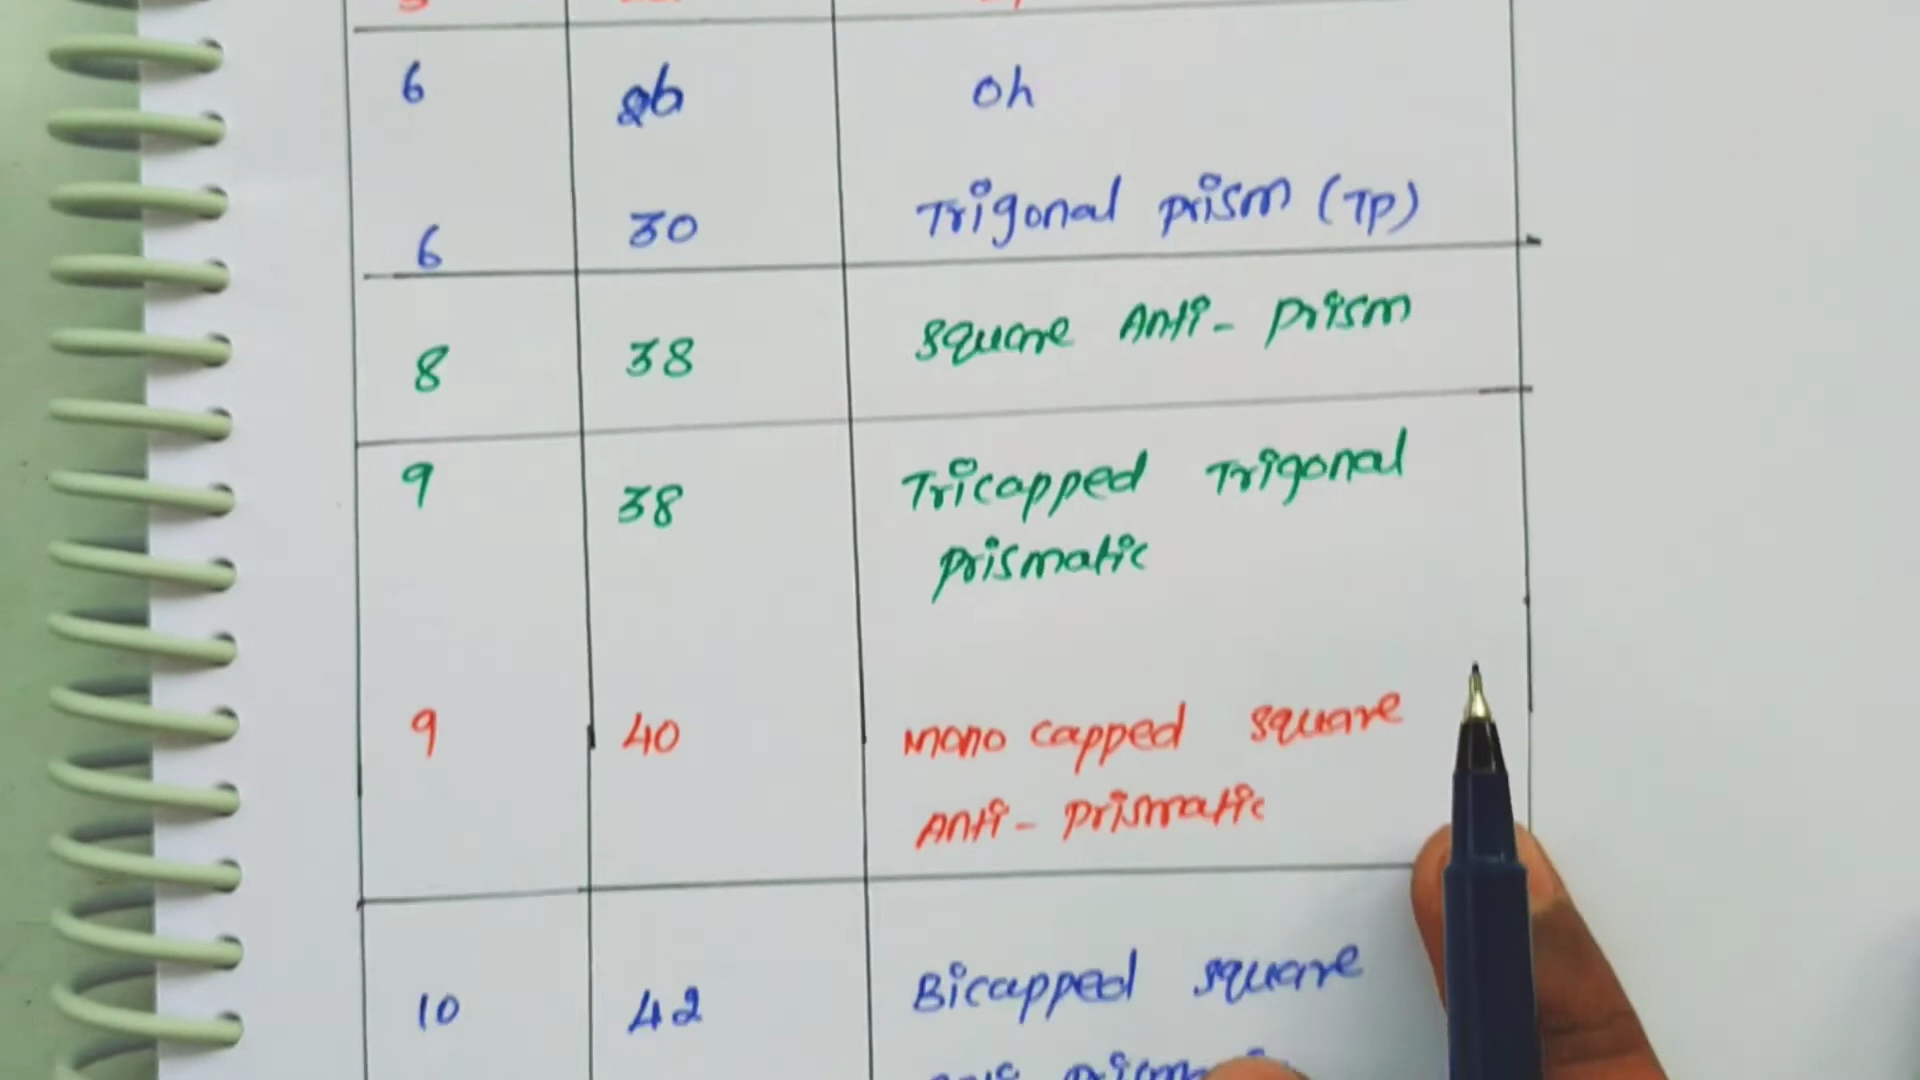 6 26 Oh
6 30 Trigonal prism (TP)
8 38 Square Anti-prism
9 38 Tricapped Trigonal
prismatic
9 40 Mono capped square
Anti-prismatic
10 42 Bicapped square